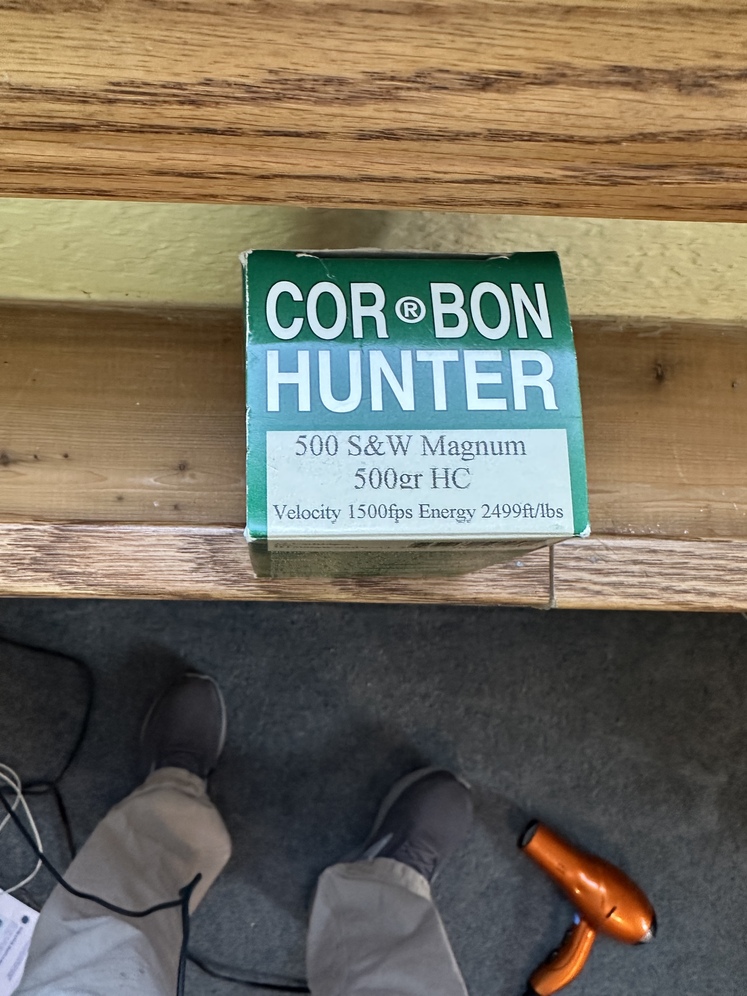 COR®BON
HUNTER
500 S&W Magnum
500gr HC
Velocity 1500fps Energy 2499ft/lbs